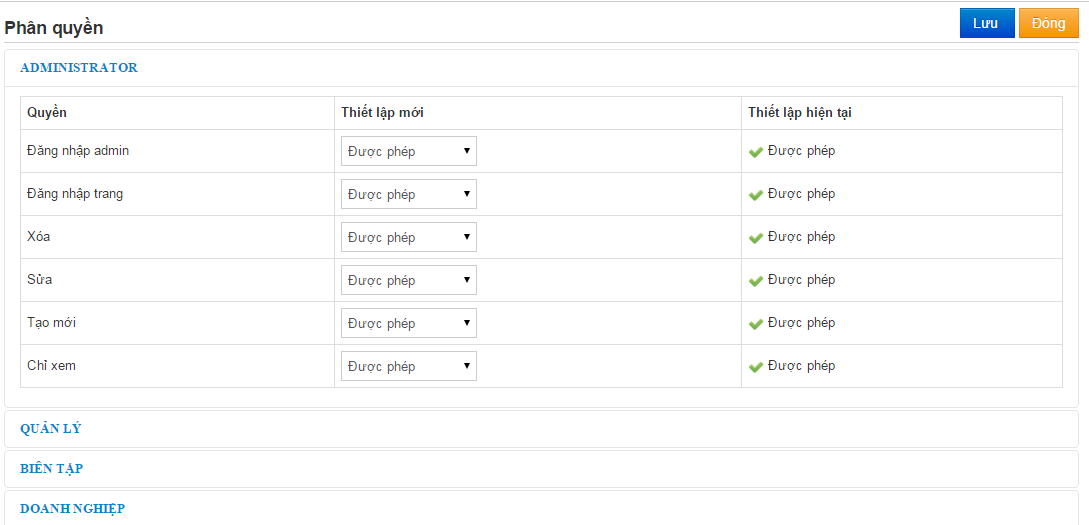 Phân quyền
Lưu Đóng
ADMINISTRATOR
Quyền Thiết lập mới Thiết lập hiện tại
Đăng nhập admin Được phép Được phép
Đăng nhập trang Được phép Được phép
Xóa Được phép Được phép
Sửa Được phép Được phép
Tạo mới Được phép Được phép
Chỉ xem Được phép Được phép
QUẢN LÝ
BIÊN TẬP
DOANH NGHIỆP